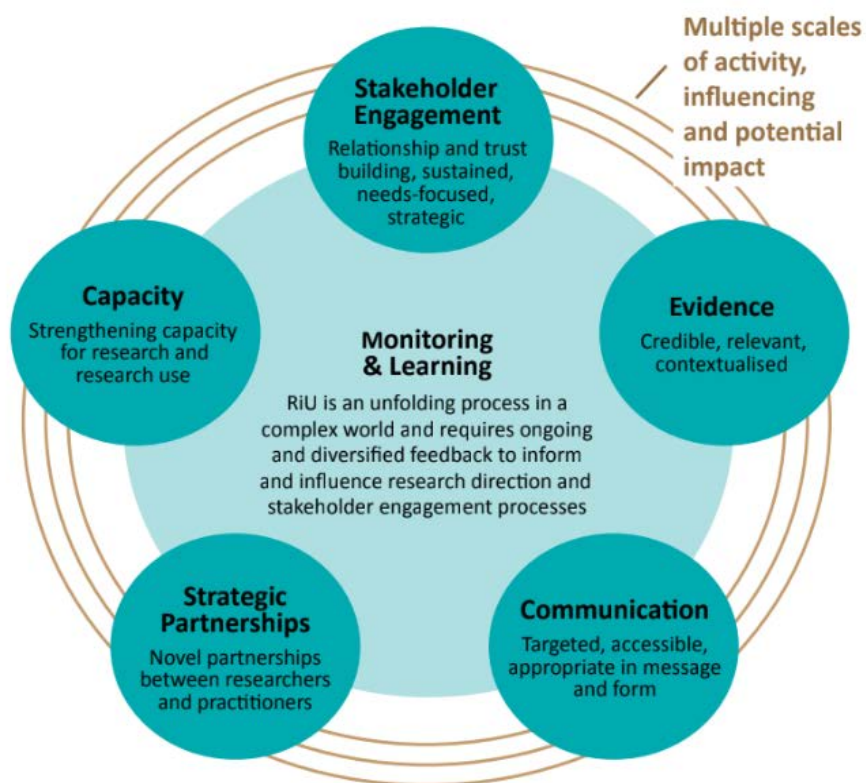 Multiple scales
of activity,
influencing
and potential
impact
Stakeholder
Engagement
Relationship and trust
building, sustained,
needs-focused,
strategic
Capacity
Strengthening capacity
for research and
research use
Evidence
Credible, relevant,
contextualised
Monitoring
& Learning
RiU is an unfolding process in a
complex world and requires ongoing
and diversified feedback to inform
and influence research direction and
stakeholder engagement processes
Strategic
Partnerships
Novel partnerships
between researchers
and practitioners
Communication
Targeted, accessible,
appropriate in message
and form